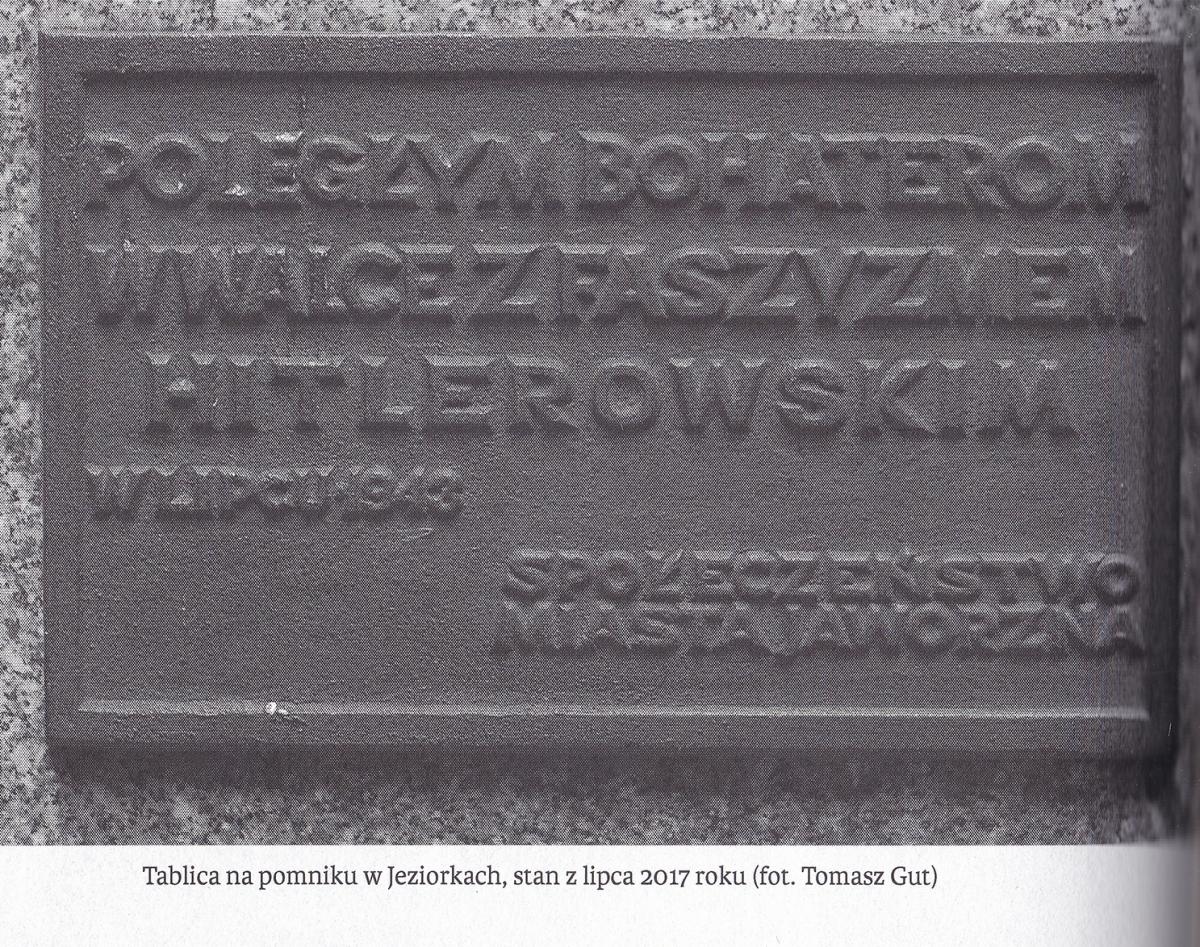 POLEGŁYM BOHATEROM
W WALCE Z FASZYZMEM
HITLEROWSKIM
W LIPCU 1943
SPOŁECZEŃSTWO
MIASTA JAWORZNA
Tablica na pomniku w Jeziorkach, stan z lipca 2017 roku (fot. Tomasz Gut)